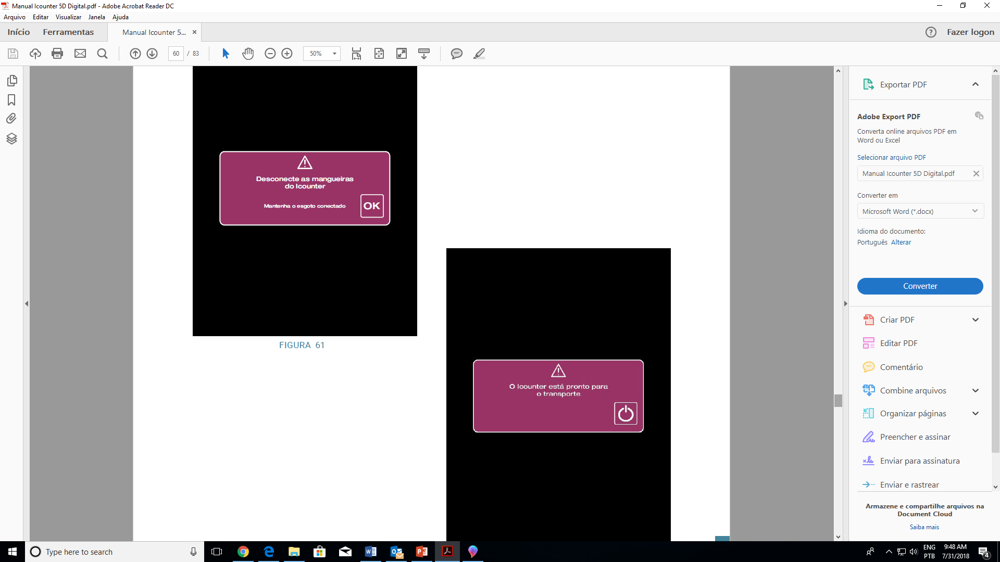 Manual Icounter 5D Digital.pdf - Adobe Acrobat Reader DC
Arquivo Editar Visualizar Janela Ajuda
Início Ferramentas Manual Icounter 5... Fazer logon
60 / 83 50%
Desconecte as mangueiras
do Icounter
Mantenha o esgoto conectado
OK
FIGURA 61
O Icounter está pronto para
o transporte.
Exportar PDF
Adobe Export PDF
Converta online arquivos PDF em
Word ou Excel
Selecionar arquivo PDF
Manual Icounter 5D Digital.pdf
Converter em
Microsoft Word (*.docx)
Idioma do documento:
Português Alterar
Converter
Criar PDF
Editar PDF
Comentário
Combine arquivos
Organizar páginas
Preencher e assinar
Enviar para assinatura
Enviar e rastrear
Armazene e compartilhe arquivos na
Document Cloud
Saiba mais
Type here to search
ENG
PTB
9:48 AM
7/31/2018
4